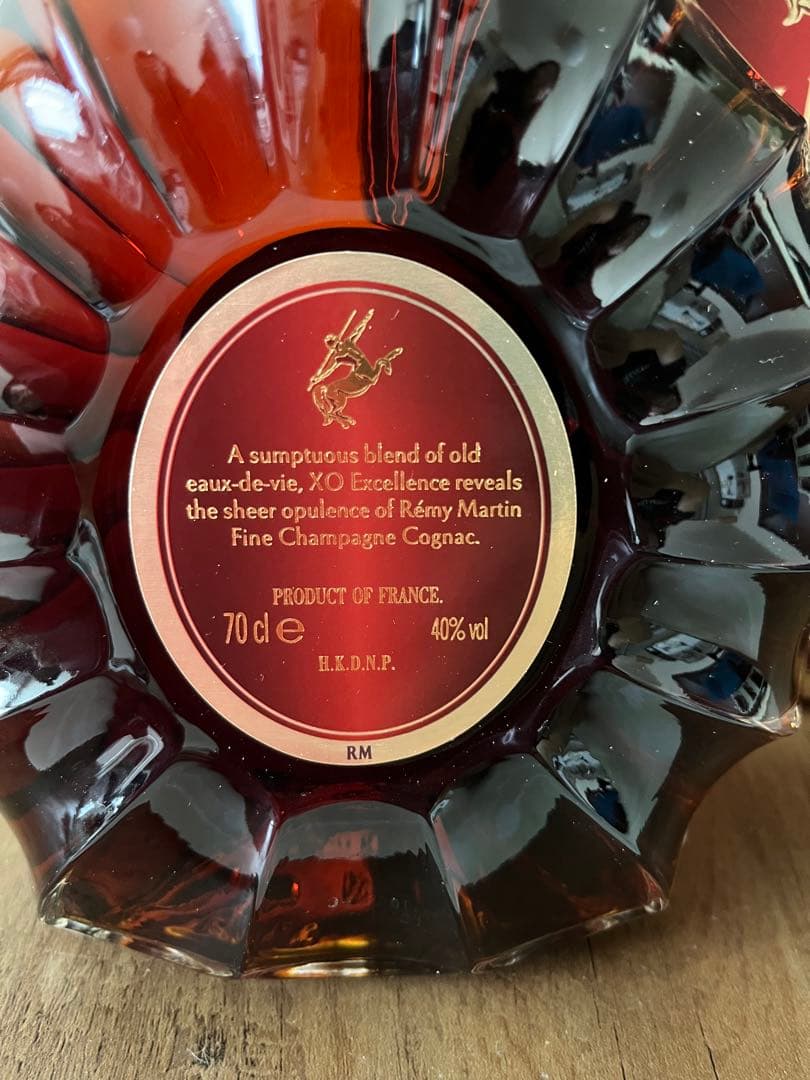 A sumptuous blend of old
eaux-de-vie, XO Excellence reveals
the sheer opulence of Rémy Martin
Fine Champagne Cognac.
PRODUCT OF FRANCE.
70 cl ℮ 40% vol
H.K.D.N.P.
RM